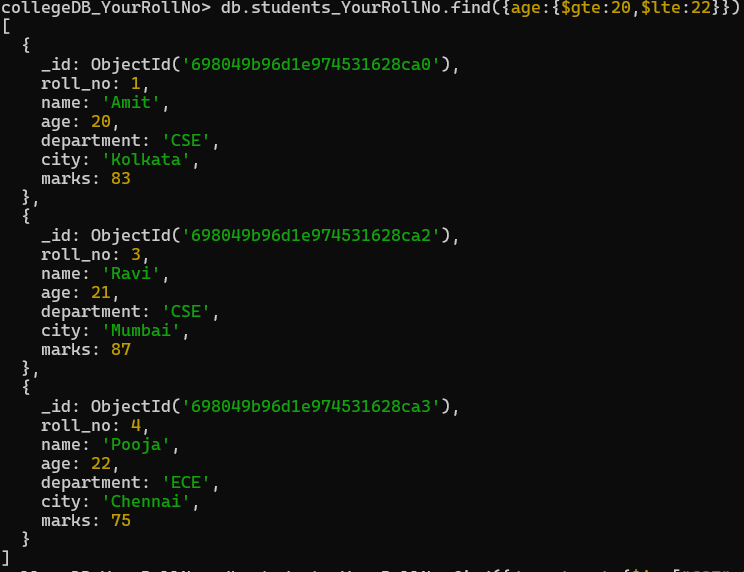 collegeDB_YourRollNo> db.students_YourRollNo.find({age:{$gte:20,$lte:22}})
[
  {
    _id: ObjectId('698049b96d1e974531628ca0'),
    roll_no: 1,
    name: 'Amit',
    age: 20,
    department: 'CSE',
    city: 'Kolkata',
    marks: 83
  },
  {
    _id: ObjectId('698049b96d1e974531628ca2'),
    roll_no: 3,
    name: 'Ravi',
    age: 21,
    department: 'CSE',
    city: 'Mumbai',
    marks: 87
  },
  {
    _id: ObjectId('698049b96d1e974531628ca3'),
    roll_no: 4,
    name: 'Pooja',
    age: 22,
    department: 'ECE',
    city: 'Chennai',
    marks: 75
  }
]